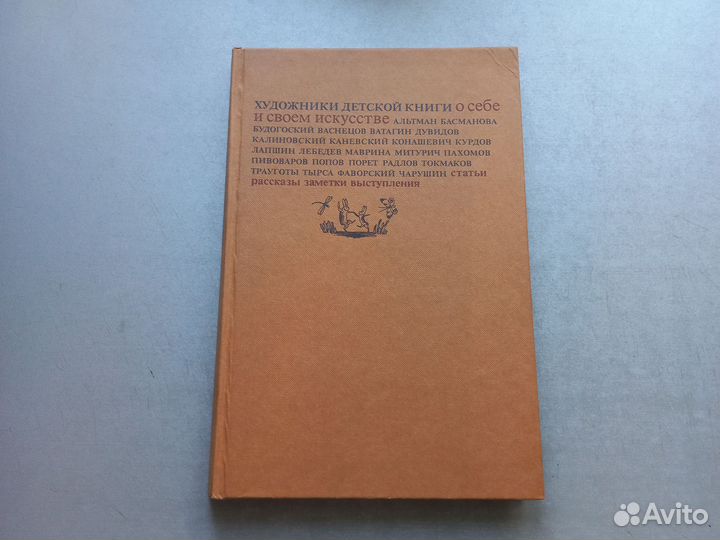 ХУДОЖНИКИ ДЕТСКОЙ КНИГИ о себе
и своем искусстве АЛЬТМАН БАСМАНОВА
БУДОГОСКИЙ ВАСНЕЦОВ ВАТАГИН ДУВИДОВ
КАЛИНОВСКИЙ КАНЕВСКИЙ КОНАШЕВИЧ КУРДОВ
ЛАПШИН ЛЕБЕДЕВ МАВРИНА МИТУРИЧ ПАХОМОВ
ПИВОВАРОВ ПОПОВ ПОРЕТ РАДЛОВ ТОКМАКОВ
ТРАУГОТЫ ТЫРСА ФАВОРСКИЙ ЧАРУШИН статьи
рассказы заметки выступления
Avito